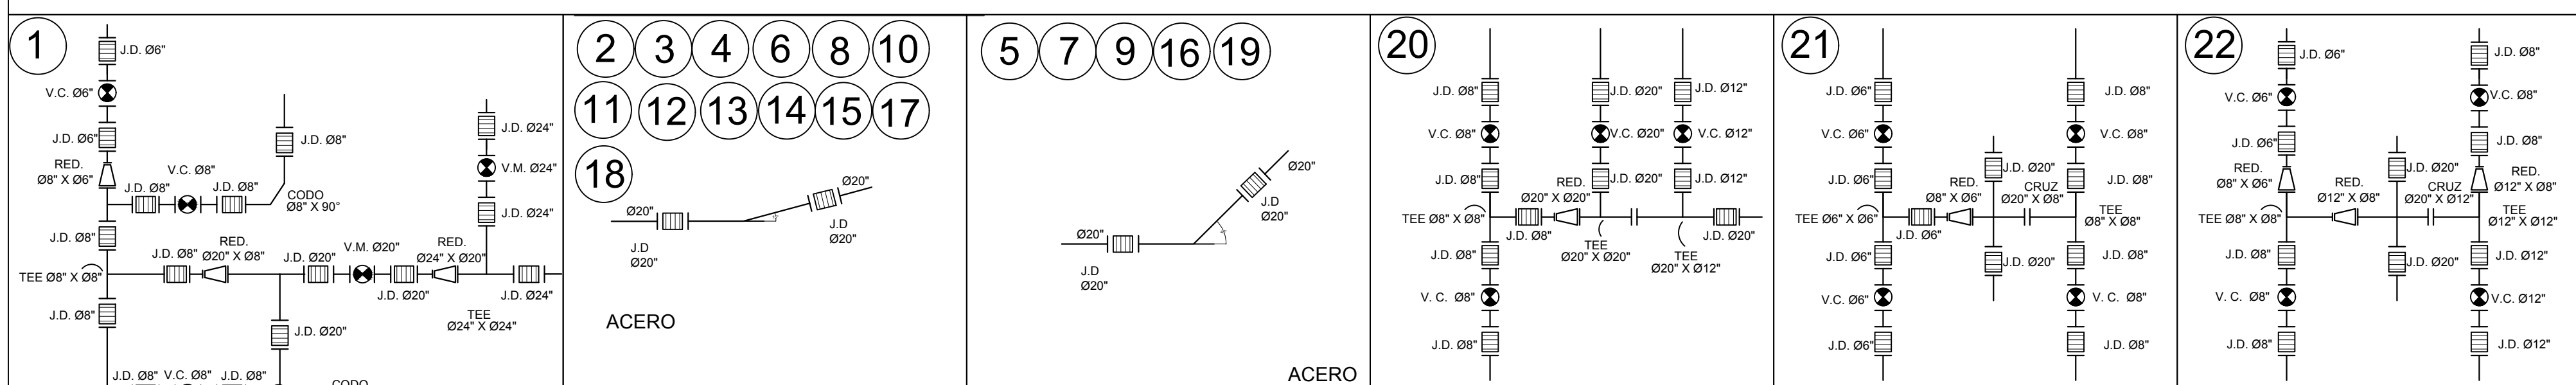 1
J.D. Ø6"
V.C. Ø6"
J.D. Ø6"
RED.
Ø8" X Ø6"
J.D. Ø8"
V.C. Ø8"
J.D. Ø8"
J.D. Ø8"
CODO
Ø8" X 90°
J.D. Ø8"
TEE Ø8" X Ø8"
J.D. Ø8"
RED.
Ø20" X Ø8"
J.D. Ø20"
V.M. Ø20"
J.D. Ø20"
RED.
Ø24" X Ø20"
J.D. Ø24"
V.M. Ø24"
J.D. Ø24"
J.D. Ø24"
TEE
Ø24" X Ø24"
J.D. Ø8"
J.D. Ø20"
J.D. Ø8" V.C. Ø8" J.D. Ø8"
CODO
2 3 4 6 8 10
11 12 13 14 15 17
18
Ø20"
J.D
Ø20"
Ø20"
J.D
Ø20"
ACERO
5 7 9 16 19
Ø20"
J.D
Ø20"
Ø20"
J.D
Ø20"
ACERO
20
J.D. Ø8"
V.C. Ø8"
J.D. Ø8"
TEE Ø8" X Ø8"
J.D. Ø8"
RED.
Ø20" X Ø20"
J.D. Ø20"
V.C. Ø20"
J.D. Ø20"
J.D. Ø12"
V.C. Ø12"
J.D. Ø12"
TEE
Ø20" X Ø20"
TEE
Ø20" X Ø12"
J.D. Ø20"
J.D. Ø8"
V. C. Ø8"
J.D. Ø8"
21
J.D. Ø6"
V.C. Ø6"
J.D. Ø6"
TEE Ø6" X Ø6"
J.D. Ø6"
RED.
Ø8" X Ø6"
J.D. Ø20"
CRUZ
Ø20" X Ø8"
J.D. Ø20"
J.D. Ø8"
V.C. Ø8"
J.D. Ø8"
TEE
Ø8" X Ø8"
J.D. Ø6"
V.C. Ø6"
J.D. Ø6"
J.D. Ø8"
V. C. Ø8"
J.D. Ø8"
22
J.D. Ø6"
V.C. Ø6"
J.D. Ø6"
RED.
Ø8" X Ø6"
TEE Ø8" X Ø8"
RED.
Ø12" X Ø8"
J.D. Ø20"
CRUZ
Ø20" X Ø12"
J.D. Ø20"
J.D. Ø8"
V.C. Ø8"
J.D. Ø8"
RED.
Ø12" X Ø8"
TEE
Ø12" X Ø12"
J.D. Ø8"
V. C. Ø8"
J.D. Ø8"
J.D. Ø12"
V.C. Ø12"
J.D. Ø12"